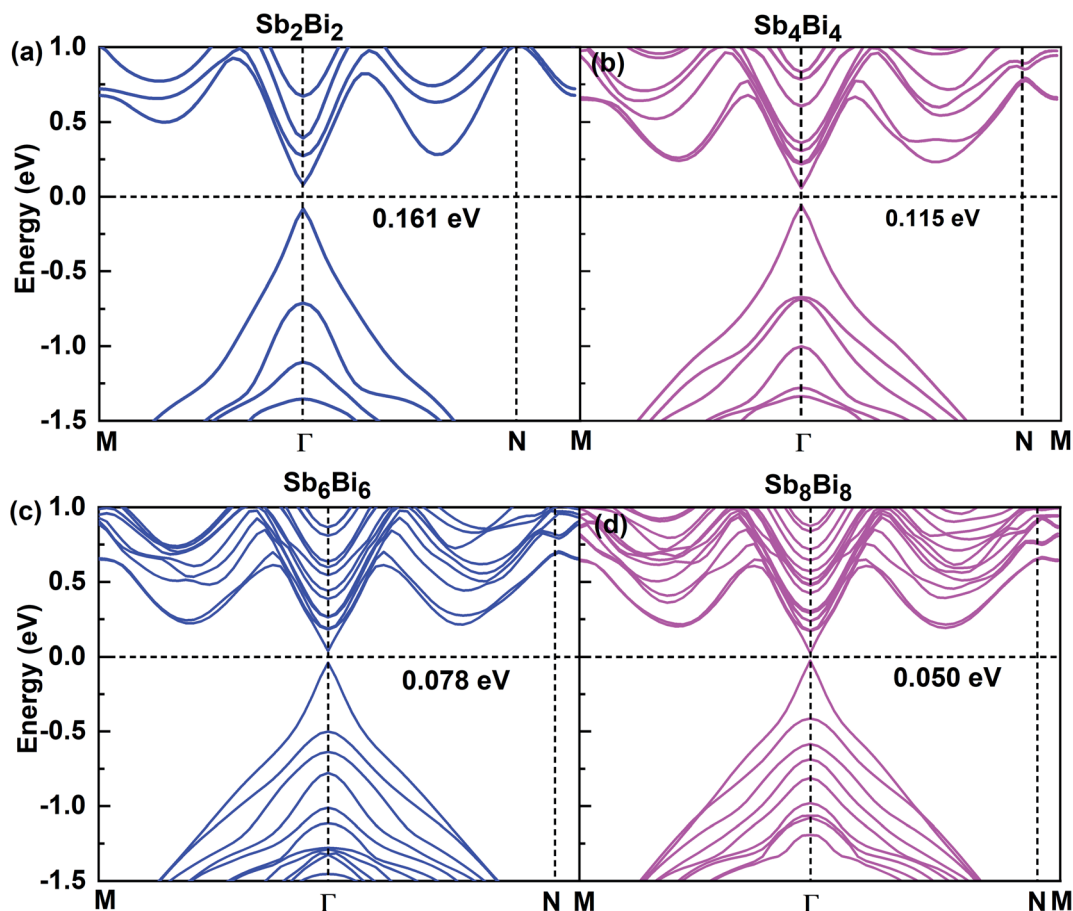 Sb₂Bi₂ Sb₄Bi₄
(a) (b)
Energy (eV)
1.0
0.5
0.0
-0.5
-1.0
-1.5
0.161 eV 0.115 eV
M Γ N M Γ N M
Sb₆Bi₆ Sb₈Bi₈
(c) (d)
Energy (eV)
1.0
0.5
0.0
-0.5
-1.0
-1.5
0.078 eV 0.050 eV
M Γ N M Γ N M